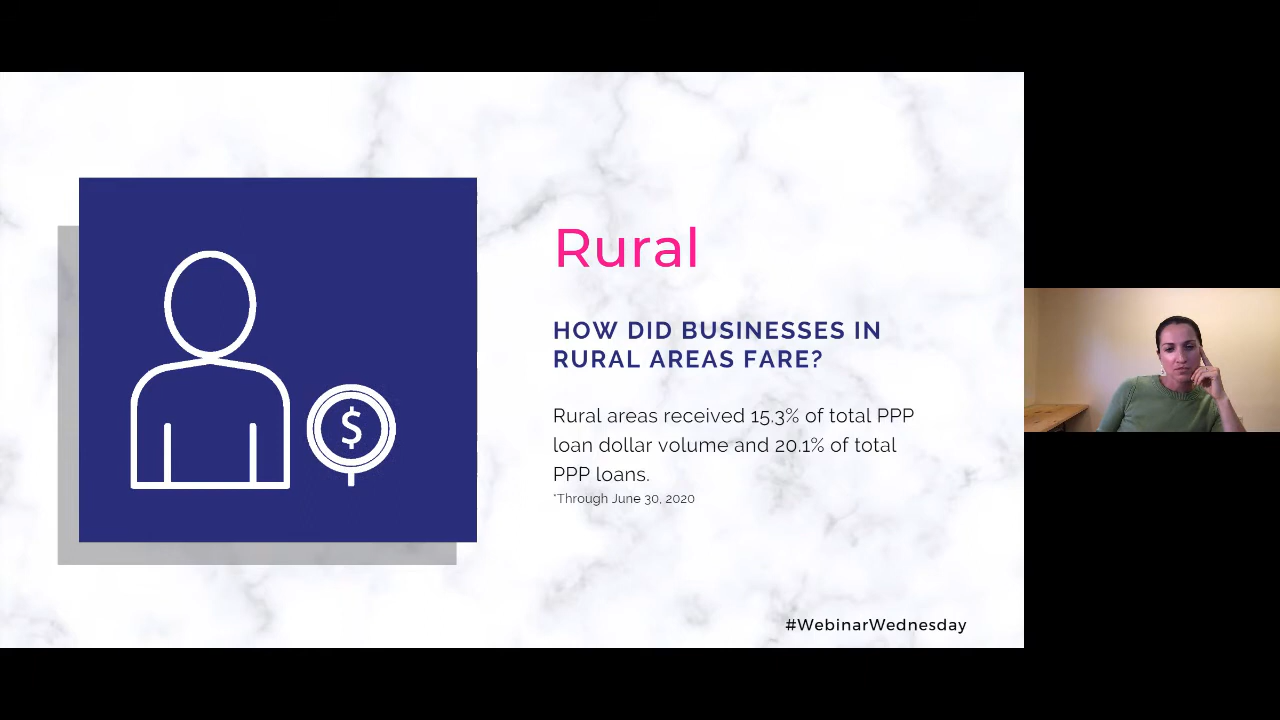 Rural
HOW DID BUSINESSES IN
RURAL AREAS FARE?
Rural areas received 15.3% of total PPP
loan dollar volume and 20.1% of total
PPP loans.
*Through June 30, 2020
$
#WebinarWednesday